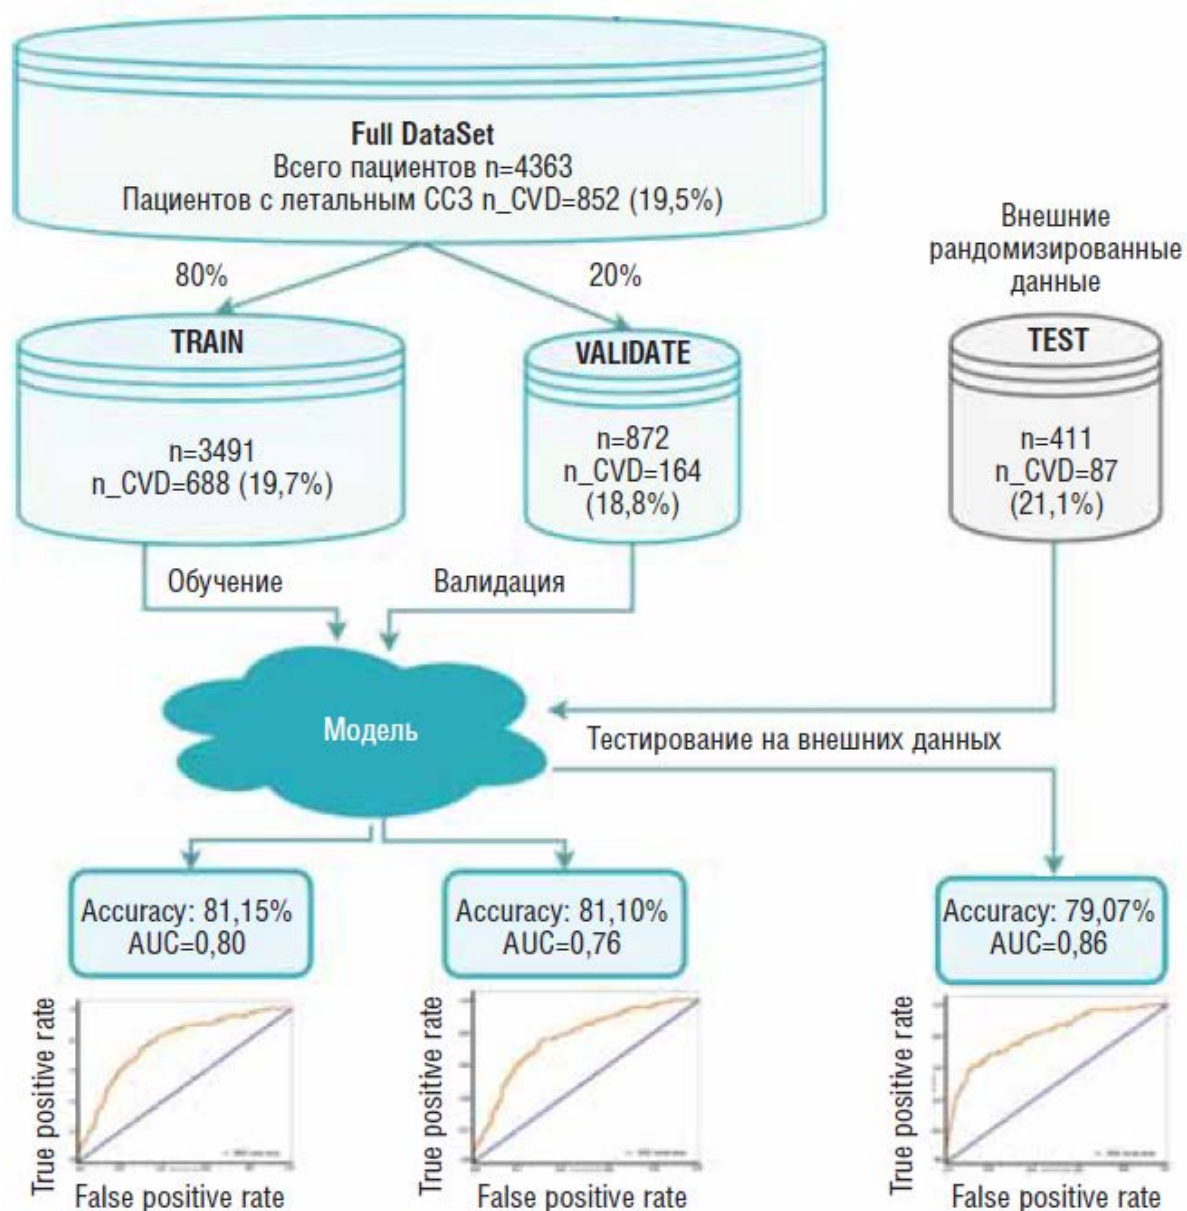 Full DataSet
Всего пациентов n=4363
Пациентов с летальным ССЗ n_CVD=852 (19,5%)
80%
20%
Внешние
рандомизированные
данные
TRAIN
n=3491
n_CVD=688 (19,7%)
VALIDATE
n=872
n_CVD=164
(18,8%)
TEST
n=411
n_CVD=87
(21,1%)
Обучение
Валидация
Модель
Тестирование на внешних данных
Accuracy: 81,15%
AUC=0,80
Accuracy: 81,10%
AUC=0,76
Accuracy: 79,07%
AUC=0,86
True positive rate
False positive rate
True positive rate
False positive rate
True positive rate
False positive rate